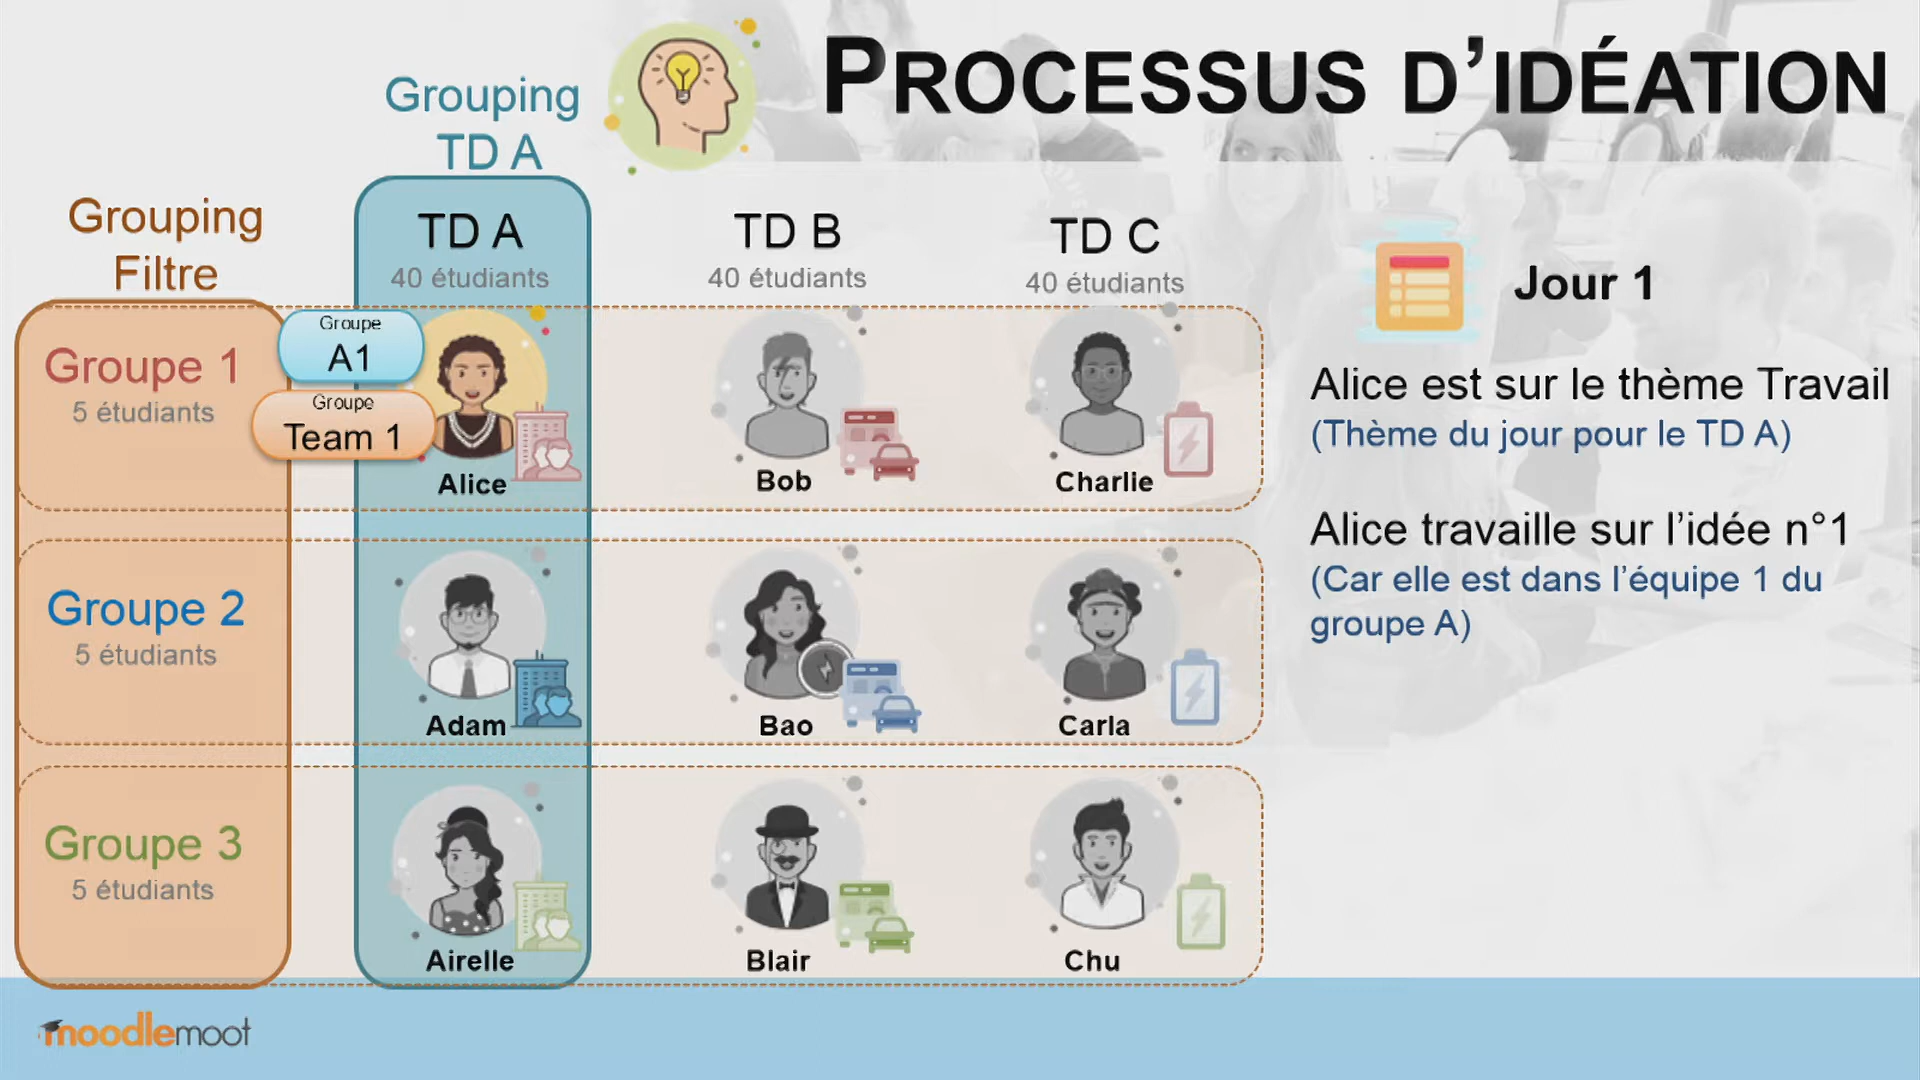 PROCESSUS D'IDÉATION
Grouping
TD A
Grouping
Filtre
TD A
40 étudiants
TD B
40 étudiants
TD C
40 étudiants
Groupe 1
5 étudiants
Groupe
A1
Groupe
Team 1
Alice
Bob
Charlie
Groupe 2
5 étudiants
Adam
Bao
Carla
Groupe 3
5 étudiants
Airelle
Blair
Chu
Jour 1
Alice est sur le thème Travail
(Thème du jour pour le TD A)
Alice travaille sur l'idée n°1
(Car elle est dans l'équipe 1 du
groupe A)
moodlemoot